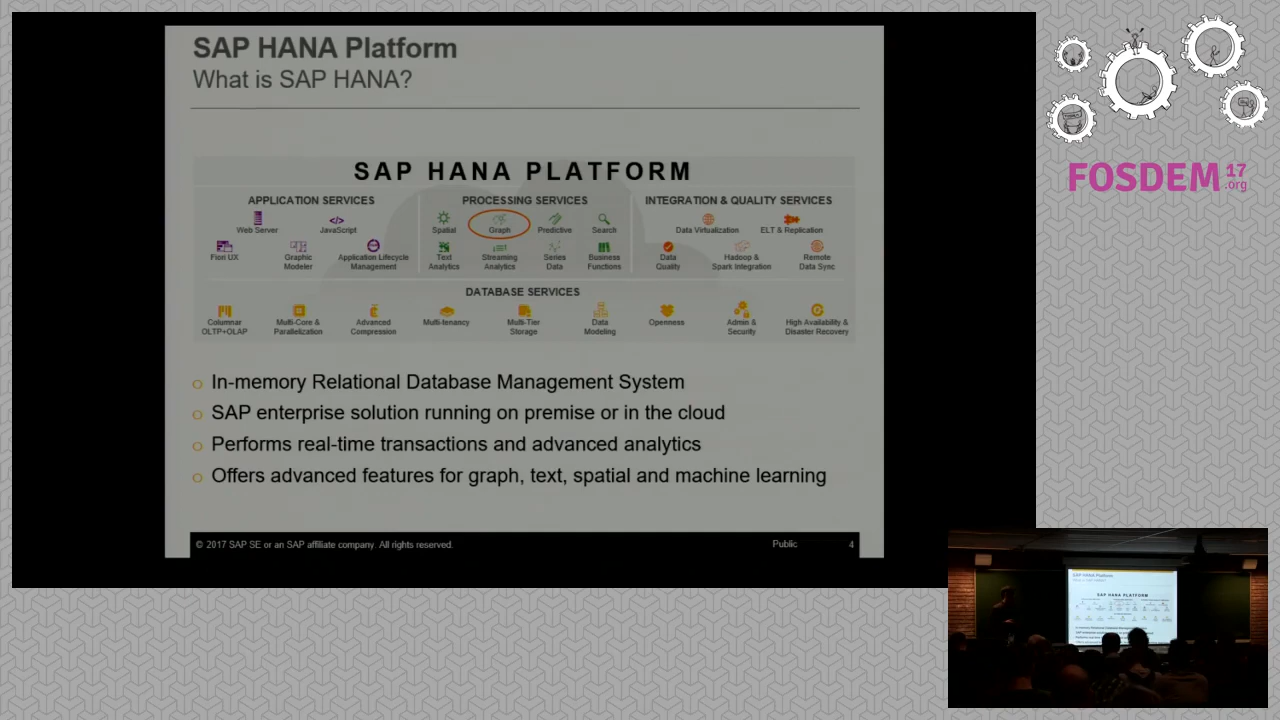 SAP HANA Platform
What is SAP HANA?
SAP HANA PLATFORM
APPLICATION SERVICES
PROCESSING SERVICES
INTEGRATION & QUALITY SERVICES
Web Server
JavaScript
Spatial
Graph
Predictive
Search
Data Virtualization
ELT & Replication
Fiori UX
Graphic
Modeler
Application Lifecycle
Management
Text
Analytics
Streaming
Analytics
Series
Data
Business
Functions
Data
Quality
Hadoop &
Spark Integration
Remote
Data Sync
DATABASE SERVICES
Columnar
OLTP+OLAP
Multi-Core &
Parallelization
Advanced
Compression
Multi-tenancy
Multi-Tier
Storage
Data
Modeling
Openness
Admin &
Security
High Availability &
Disaster Recovery
In-memory Relational Database Management System
SAP enterprise solution running on premise or in the cloud
Performs real-time transactions and advanced analytics
Offers advanced features for graph, text, spatial and machine learning
© 2017 SAP SE or an SAP affiliate company. All rights reserved.
Public
4
FOSDEM 17
.org
SAP HANA Platform
SAP HANA PLATFORM